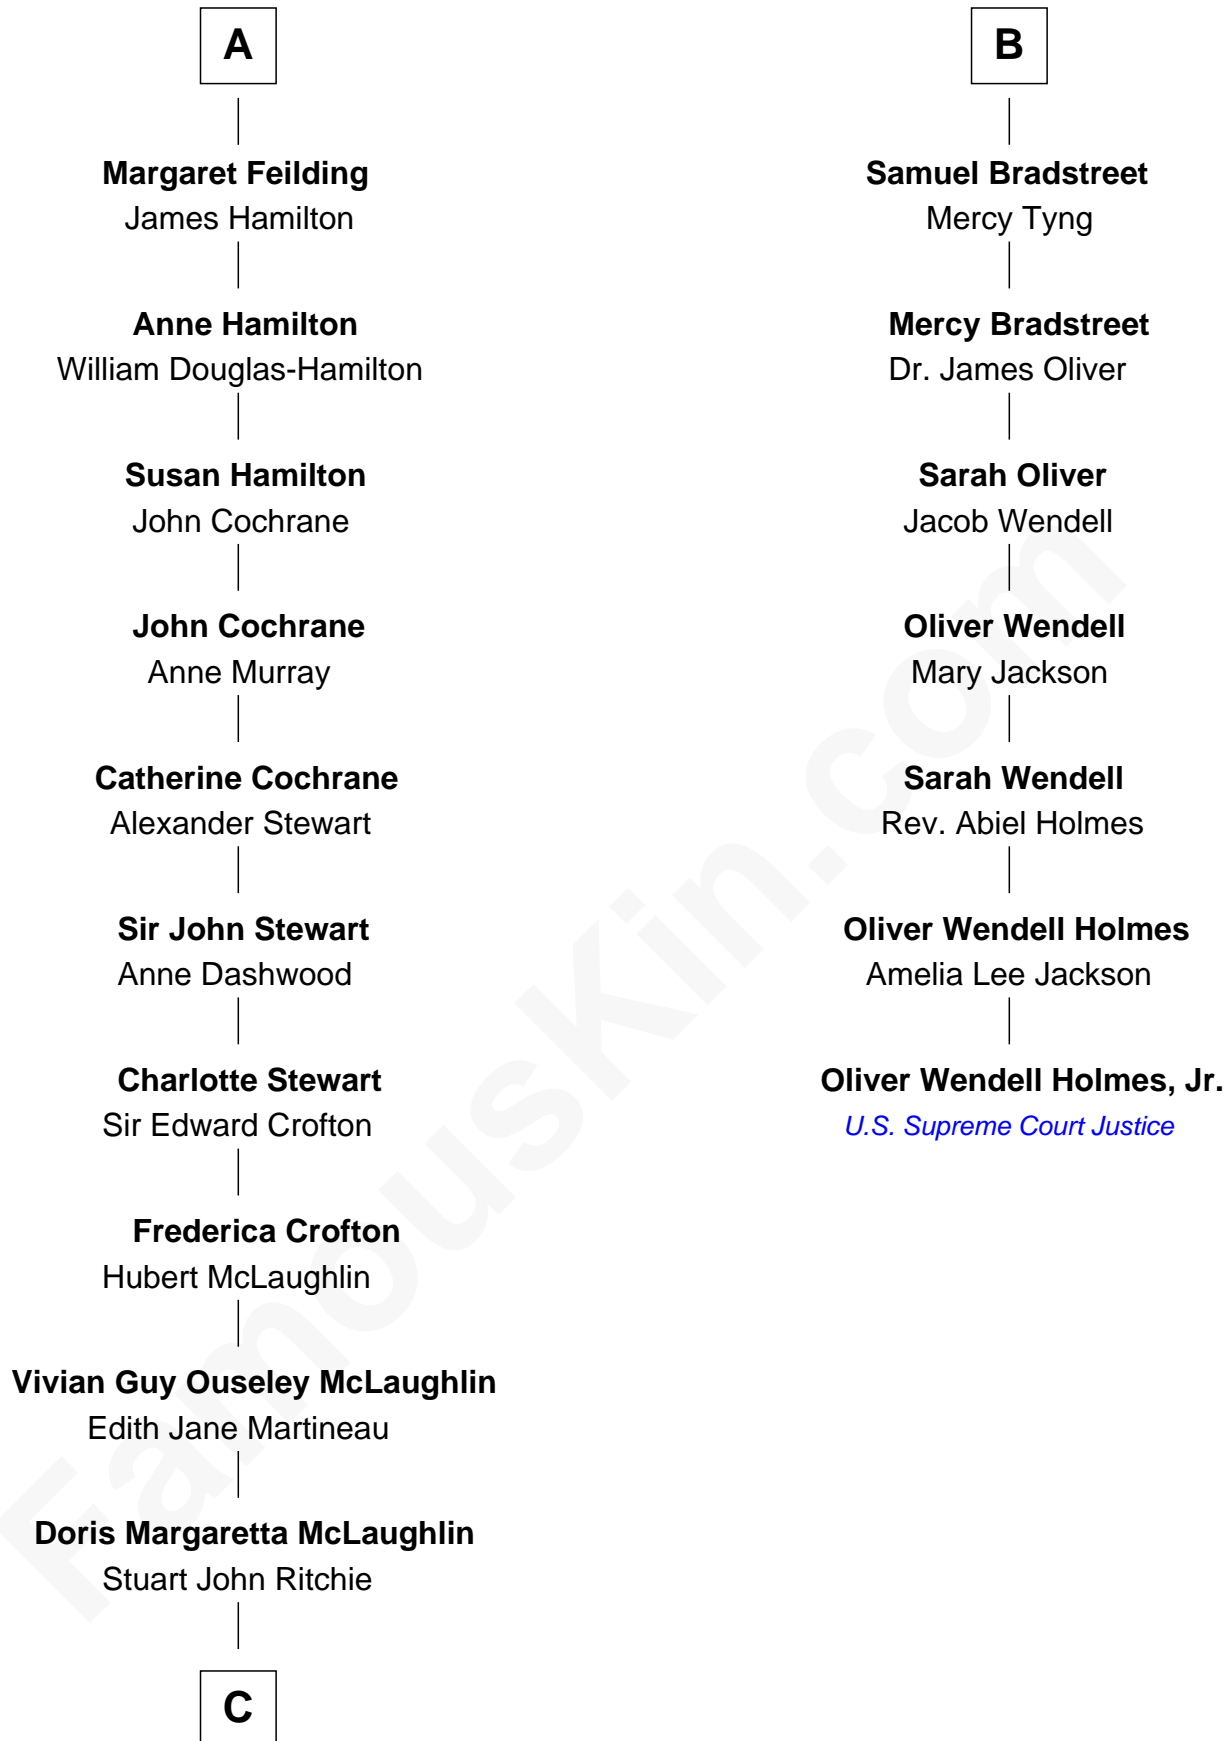 A
Margaret Feilding
James Hamilton
Anne Hamilton
William Douglas-Hamilton
Susan Hamilton
John Cochrane
John Cochrane
Anne Murray
Catherine Cochrane
Alexander Stewart
Sir John Stewart
Anne Dashwood
Charlotte Stewart
Sir Edward Crofton
Frederica Crofton
Hubert McLaughlin
Vivian Guy Ouseley McLaughlin
Edith Jane Martineau
Doris Margaretta McLaughlin
Stuart John Ritchie
C
B
Samuel Bradstreet
Mercy Tyng
Mercy Bradstreet
Dr. James Oliver
Sarah Oliver
Jacob Wendell
Oliver Wendell
Mary Jackson
Sarah Wendell
Rev. Abiel Holmes
Oliver Wendell Holmes
Amelia Lee Jackson
Oliver Wendell Holmes, Jr.
U.S. Supreme Court Justice
FamousKin.com